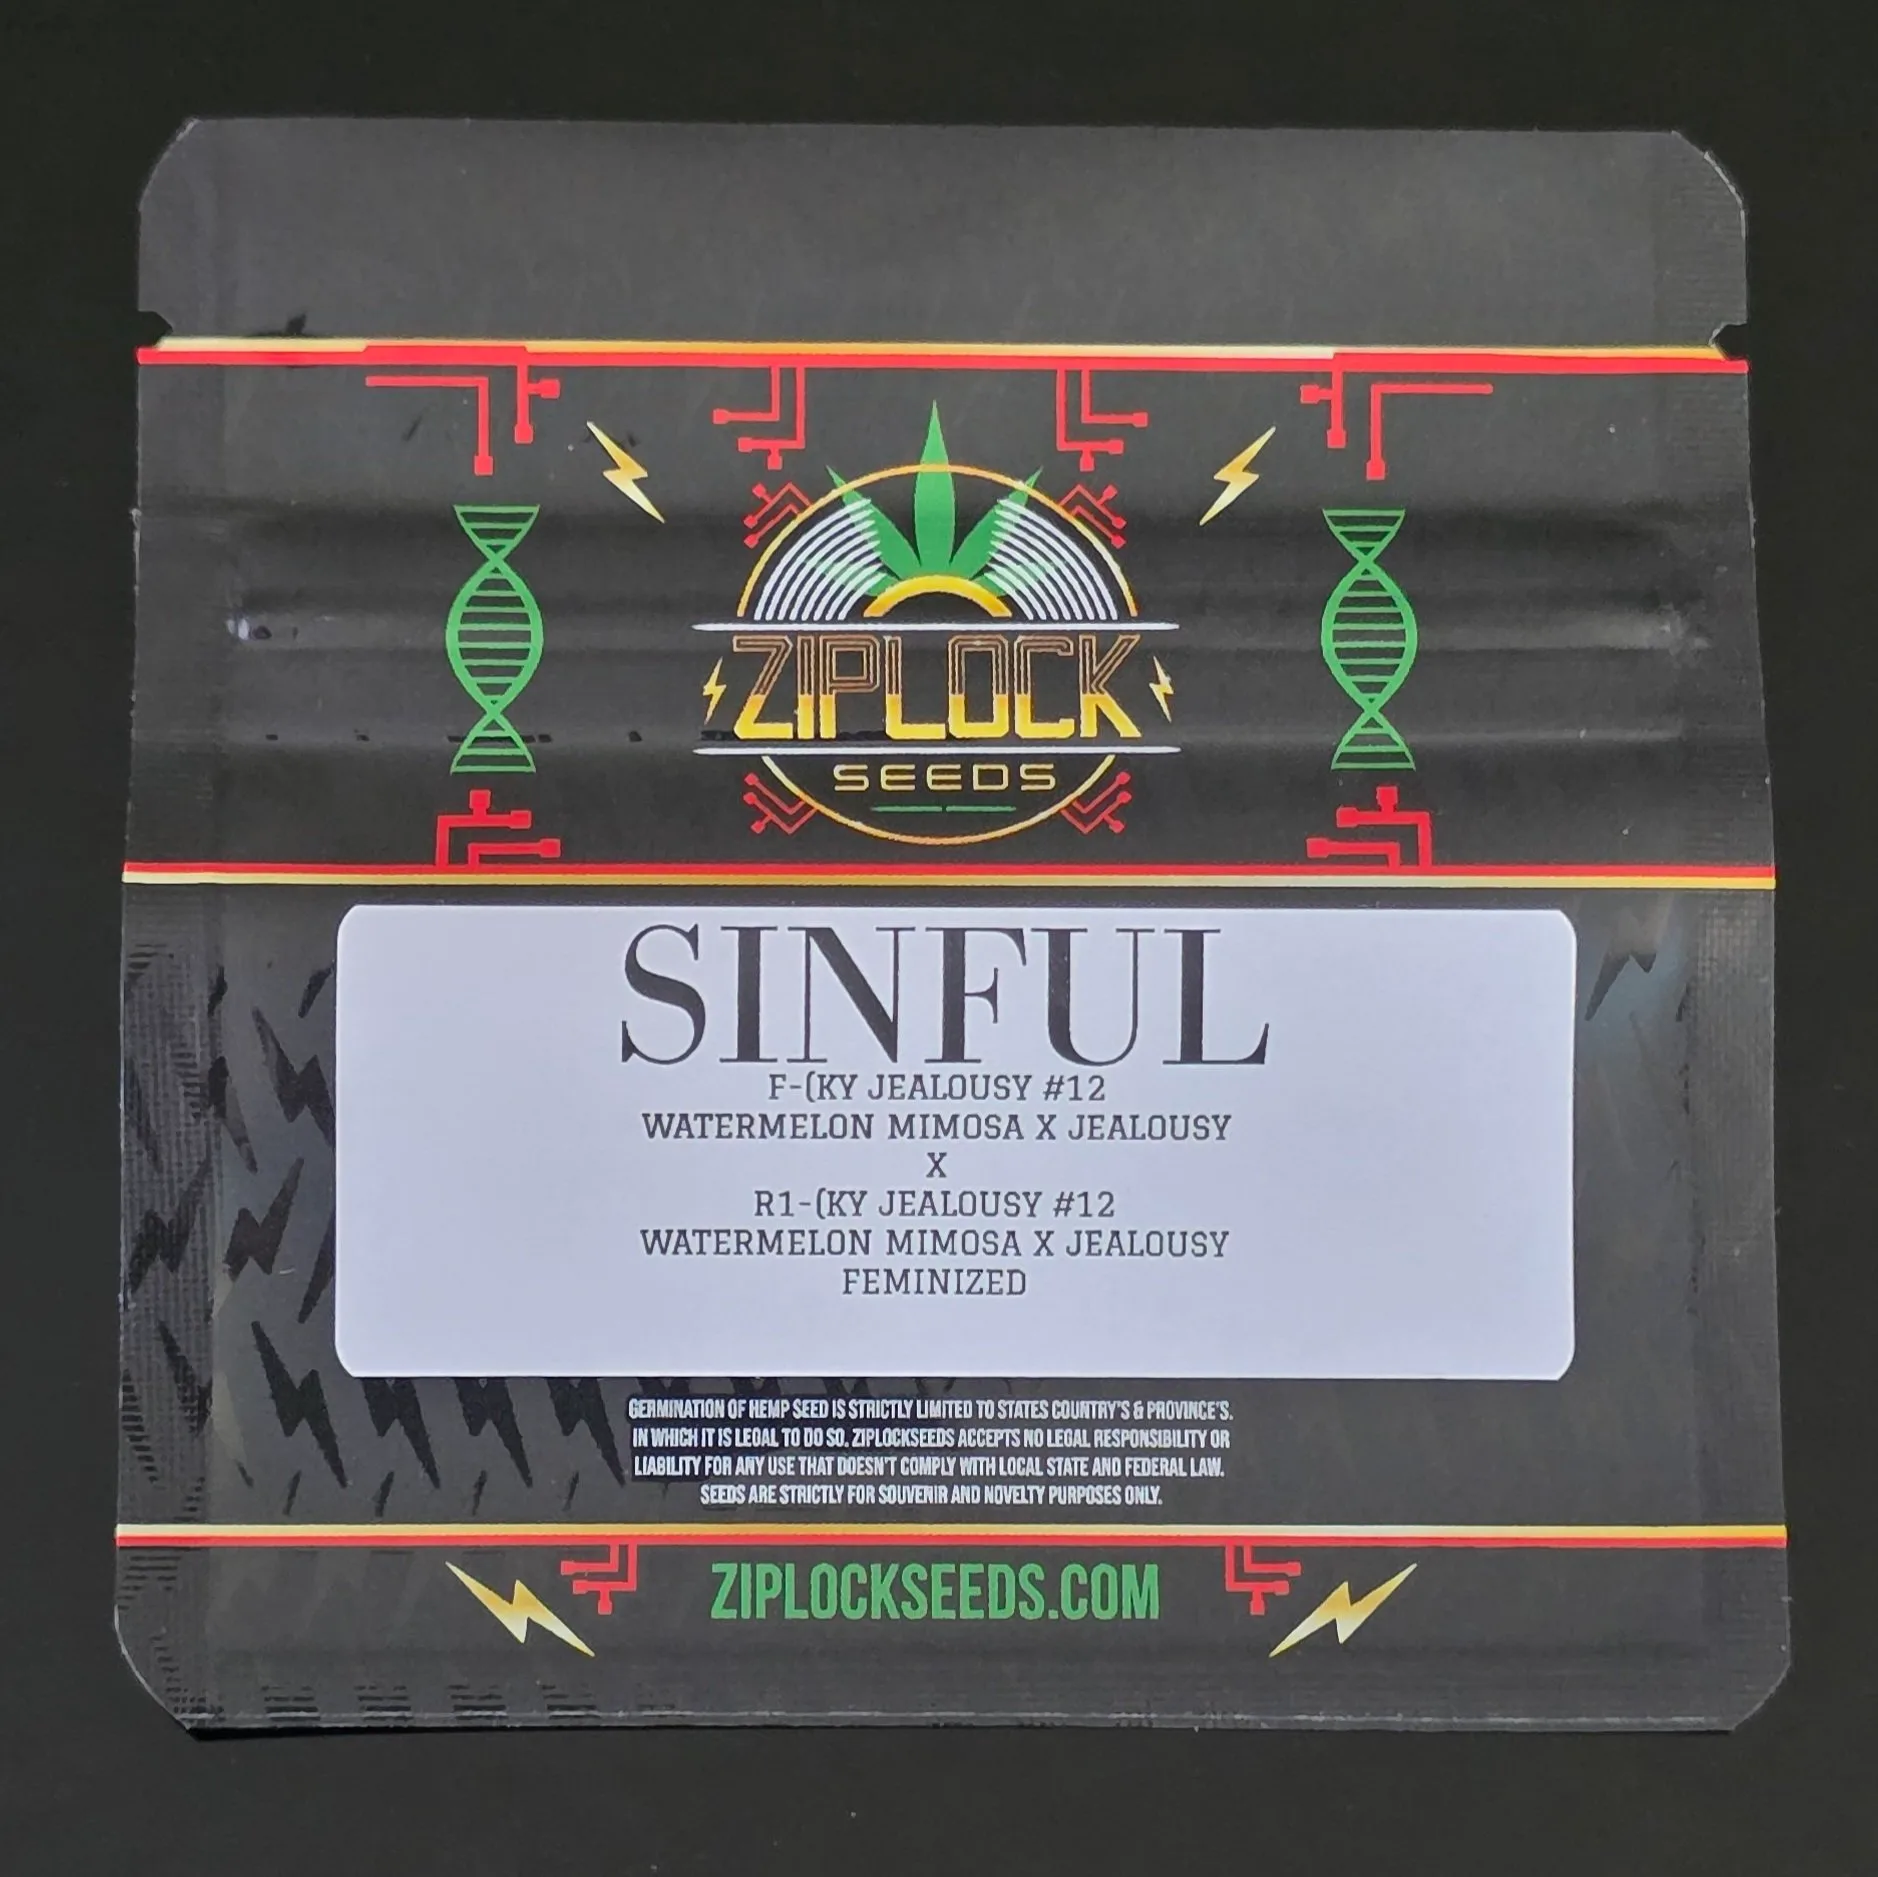 ZIPLOCK
SEEDS
SINFUL
F-(KY JEALOUSY #12
WATERMELON MIMOSA X JEALOUSY
X
R1-(KY JEALOUSY #12
WATERMELON MIMOSA X JEALOUSY
FEMINIZED
GERMINATION OF HEMP SEED IS STRICTLY LIMITED TO STATES COUNTRY'S & PROVINCE'S.
IN WHICH IT IS LEGAL TO DO SO. ZIPLOCKSEEDS ACCEPTS NO LEGAL RESPONSIBILITY OR
LIABILITY FOR ANY USE THAT DOESN'T COMPLY WITH LOCAL STATE AND FEDERAL LAW.
SEEDS ARE STRICTLY FOR SOUVENIR AND NOVELTY PURPOSES ONLY.
ZIPLOCKSEEDS.COM